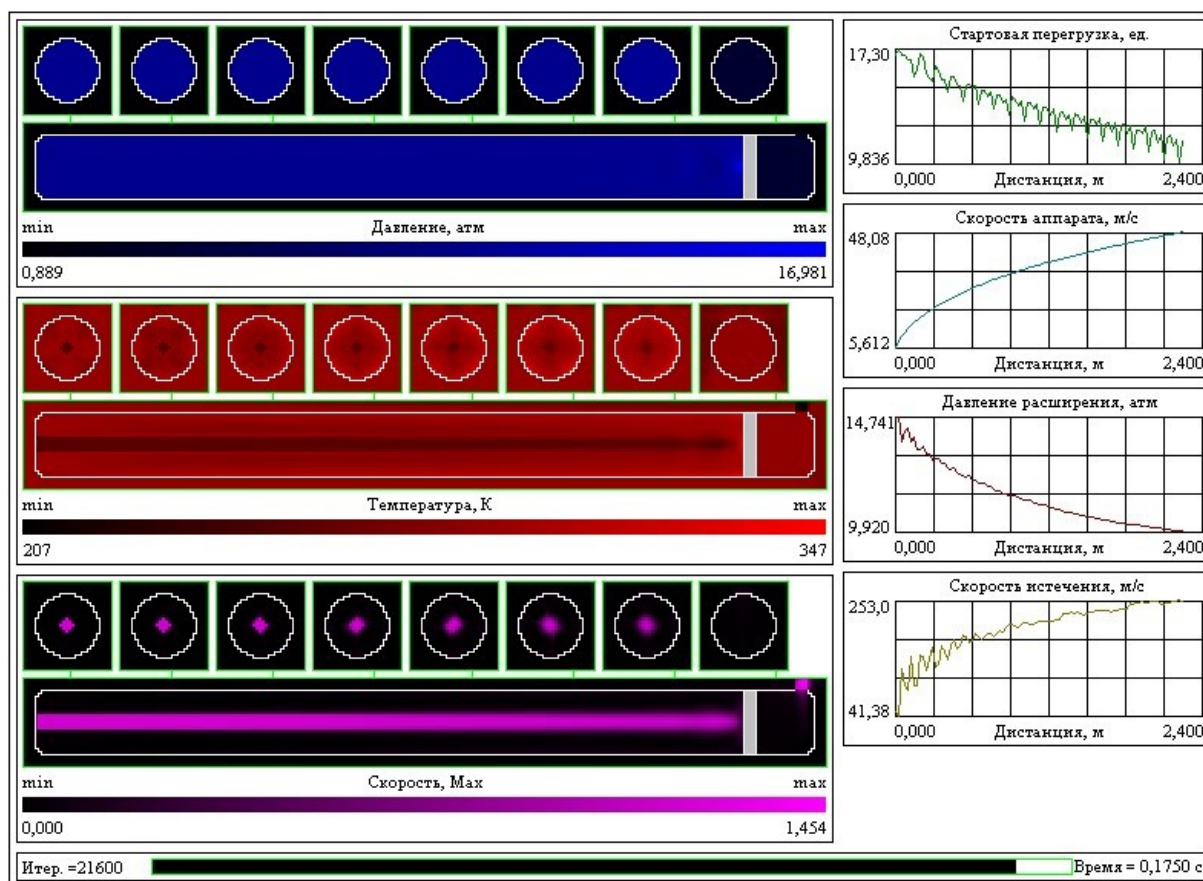 Давление, атм
min max
0,889 16,981
Температура, К
min max
207 347
Скорость, Мах
min max
0,000 1,454
Стартовая перегрузка, ед.
17,30
9,836
0,000 Дистанция, м 2,400
Скорость аппарата, м/с
48,08
5,612
0,000 Дистанция, м 2,400
Давление расширения, атм
14,741
9,920
0,000 Дистанция, м 2,400
Скорость истечения, м/с
253,0
41,38
0,000 Дистанция, м 2,400
Итер. =21600 Время = 0,1750 с